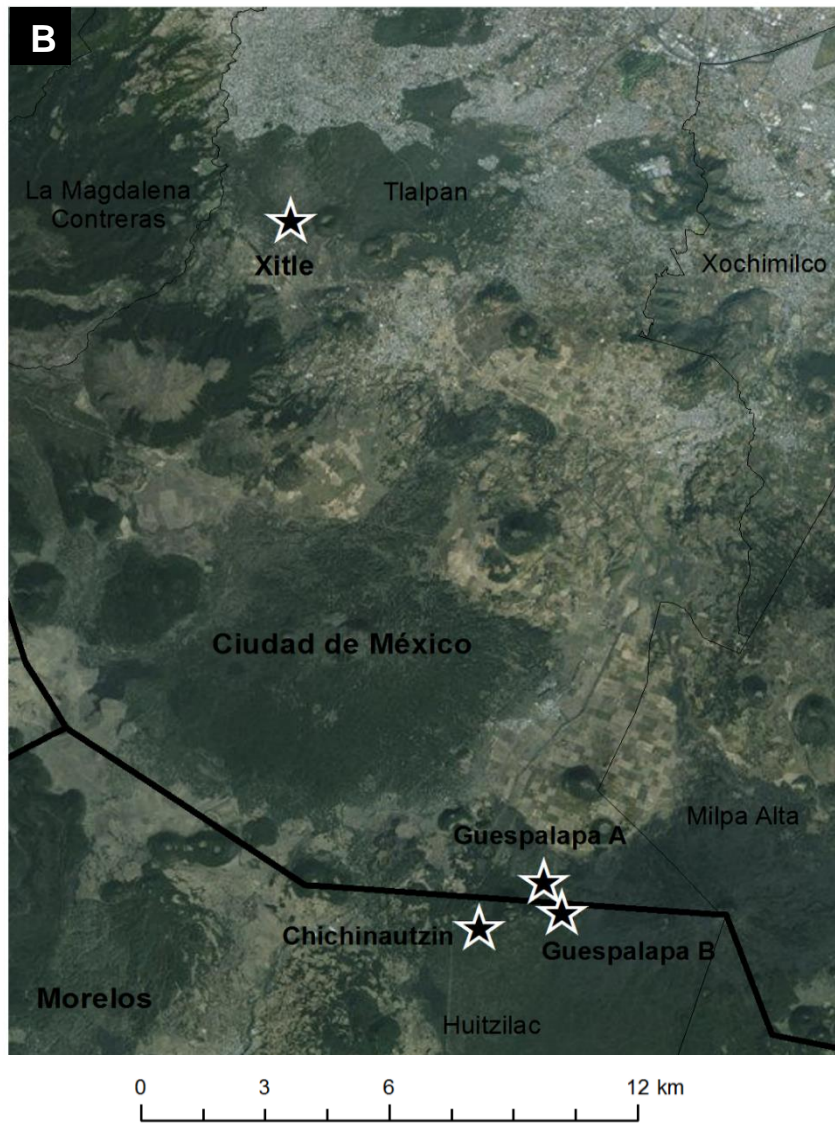 B
La Magdalena
Contreras
Tlalpan
Xitle
Xochimilco
Ciudad de México
Milpa Alta
Guespalapa A
Chichinautzin
Guespalapa B
Morelos
Huitzilac
0 3 6 12 km